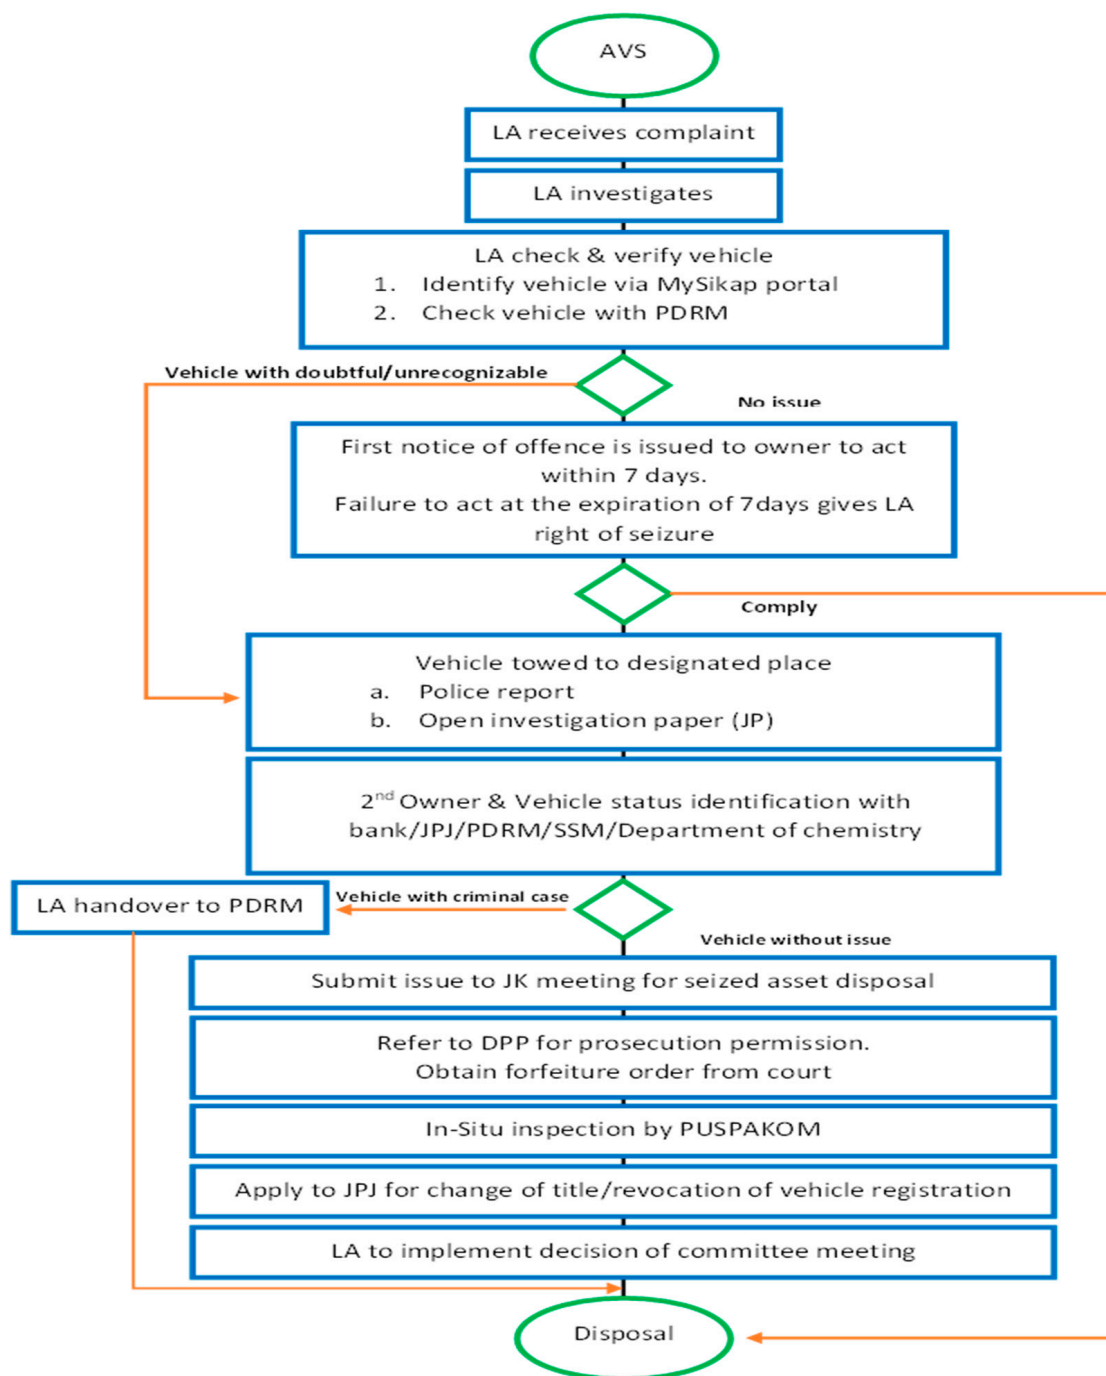 AVS
LA receives complaint
LA investigates
LA check & verify vehicle
1. Identify vehicle via MySikap portal
2. Check vehicle with PDRM
Vehicle with doubtful/unrecognizable
No issue
First notice of offence is issued to owner to act
within 7 days.
Failure to act at the expiration of 7days gives LA
right of seizure
Comply
Vehicle towed to designated place
a. Police report
b. Open investigation paper (JP)
2nd Owner & Vehicle status identification with
bank/JPJ/PDRM/SSM/Department of chemistry
LA handover to PDRM
Vehicle with criminal case
Vehicle without issue
Submit issue to JK meeting for seized asset disposal
Refer to DPP for prosecution permission.
Obtain forfeiture order from court
In-Situ inspection by PUSPAKOM
Apply to JPJ for change of title/revocation of vehicle registration
LA to implement decision of committee meeting
Disposal